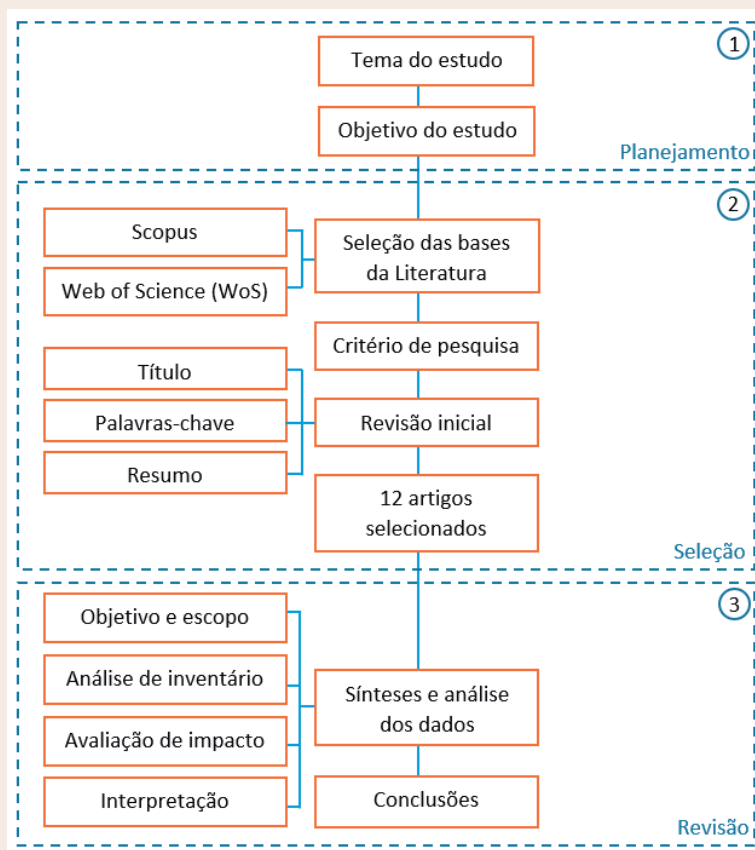 1
Tema do estudo
Objetivo do estudo
Planejamento
2
Scopus
Web of Science (WoS)
Seleção das bases
da Literatura
Critério de pesquisa
Título
Palavras-chave
Resumo
Revisão inicial
12 artigos
selecionados
Seleção
3
Objetivo e escopo
Análise de inventário
Avaliação de impacto
Interpretação
Sínteses e análise
dos dados
Conclusões
Revisão